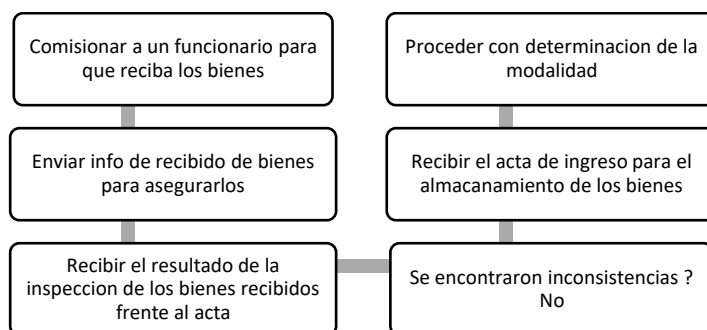 Comisionar a un funcionario para
que reciba los bienes
Enviar info de recibido de bienes
para asegurarlos
Recibir el resultado de la
inspeccion de los bienes recibidos
frente al acta
Se encontraron inconsistencias ?
No
Recibir el acta de ingreso para el
almacanamiento de los bienes
Proceder con determinacion de la
modalidad